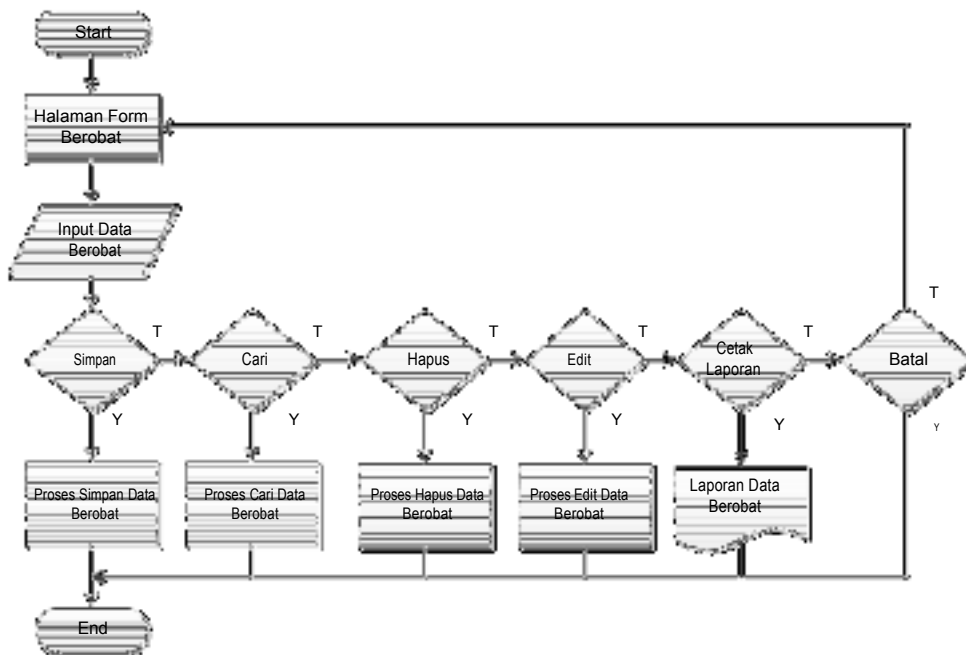 Start
Halaman Form
Berobat
Input Data
Berobat
Simpan
T
Y
Cari
T
Y
Hapus
T
Y
Edit
T
Y
Cetak
Laporan
T
Y
Batal
T
Y
Proses Simpan Data
Berobat
Proses Cari Data
Berobat
Proses Hapus Data
Berobat
Proses Edit Data
Berobat
Laporan Data
Berobat
End